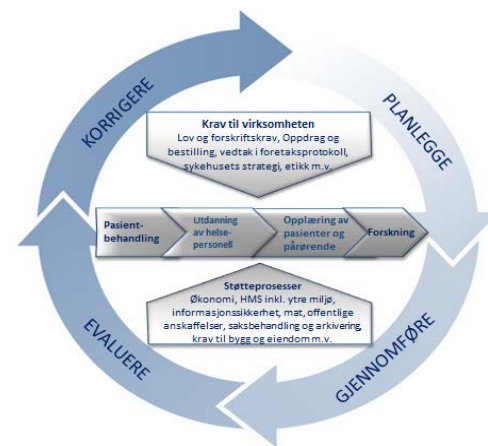 KORRIGERE
PLANLEGGE
Krav til virksomheten
Lov og forskriftskrav, Oppdrag og
bestilling, vedtak i foretaksprotokoll,
sykehusets strategi, etikk m.v.
Pasient-
behandling
Utdanning
av helse-
personell
Opplæring av
pasienter og
pårørende
Forskning
Støtteprosesser
Økonomi, HMS inkl. ytre miljø,
informasjonssikkerhet, mat, offentlige
anskaffelser, saksbehandling og arkivering,
krav til bygg og eiendom m.v.
EVALUERE
GJENNOMFØRE